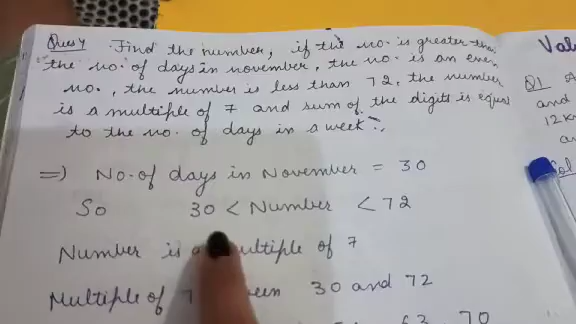 Ques 4 Find the number, if the no. is greater than
the no. of days in november, the no. is an even
no., the number is less than 72, the number
is a multiple of 7 and sum of the digits is equal
to the no. of days in a week.
=> No. of days in November = 30
So 30 < Number < 72
Number is a multiple of 7
Multiple of 7 30 and 72
63 70
Q1
and
12k